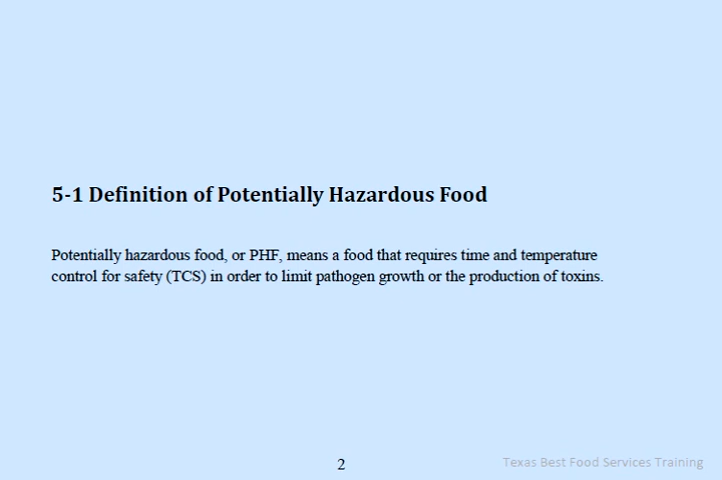 5-1 Definition of Potentially Hazardous Food
Potentially hazardous food, or PHF, means a food that requires time and temperature
control for safety (TCS) in order to limit pathogen growth or the production of toxins.
2
Texas Best Food Services Training